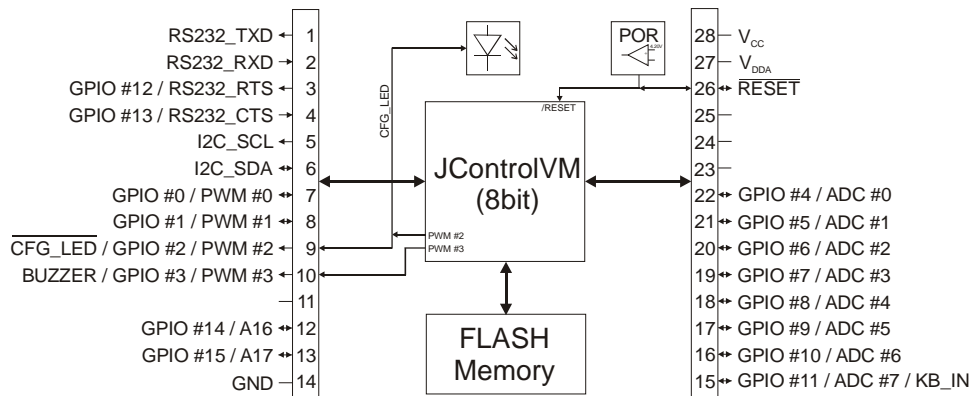 RS232_TXD 1
RS232_RXD 2
GPIO #12 / RS232_RTS 3
GPIO #13 / RS232_CTS 4
I2C_SCL 5
I2C_SDA 6
GPIO #0 / PWM #0 7
GPIO #1 / PWM #1 8
CFG_LED / GPIO #2 / PWM #2 9
BUZZER / GPIO #3 / PWM #3 10
11
GPIO #14 / A16 12
GPIO #15 / A17 13
GND 14
CFG_LED
POR
4.20V
/RESET
JControlVM
(8bit)
PWM #2
PWM #3
FLASH
Memory
28 VCC
27 VDDA
26 RESET
25
24
23
22 GPIO #4 / ADC #0
21 GPIO #5 / ADC #1
20 GPIO #6 / ADC #2
19 GPIO #7 / ADC #3
18 GPIO #8 / ADC #4
17 GPIO #9 / ADC #5
16 GPIO #10 / ADC #6
15 GPIO #11 / ADC #7 / KB_IN